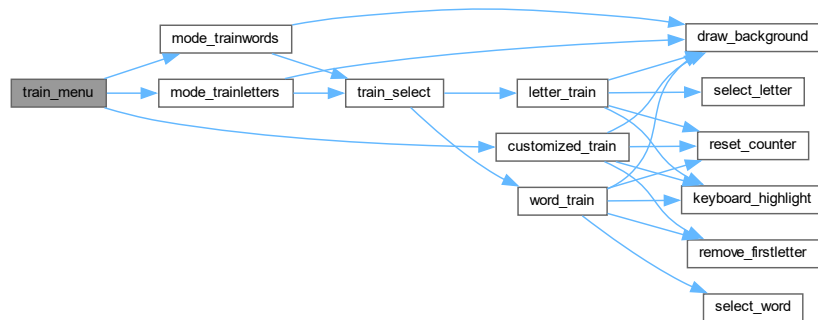 mode_trainwords
draw_background
train_menu
mode_trainletters
train_select
letter_train
select_letter
customized_train
reset_counter
word_train
keyboard_highlight
remove_firstletter
select_word